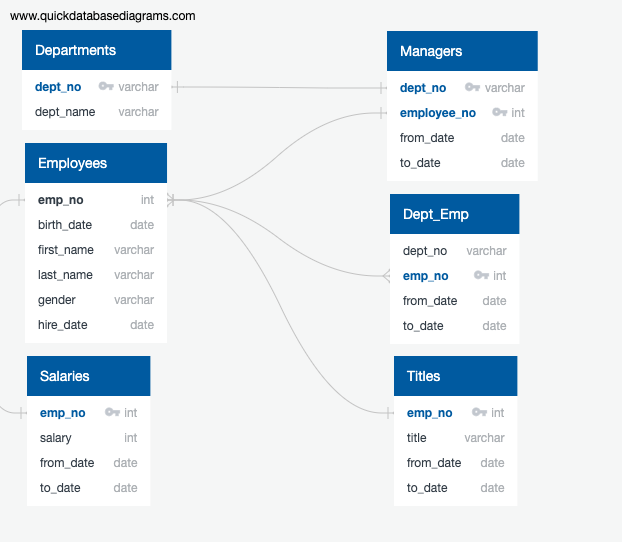 www.quickdatabasediagrams.com
Departments
dept_no varchar
dept_name varchar
Employees
emp_no int
birth_date date
first_name varchar
last_name varchar
gender varchar
hire_date date
Salaries
emp_no int
salary int
from_date date
to_date date
Managers
dept_no varchar
employee_no int
from_date date
to_date date
Dept_Emp
dept_no varchar
emp_no int
from_date date
to_date date
Titles
emp_no int
title varchar
from_date date
to_date date